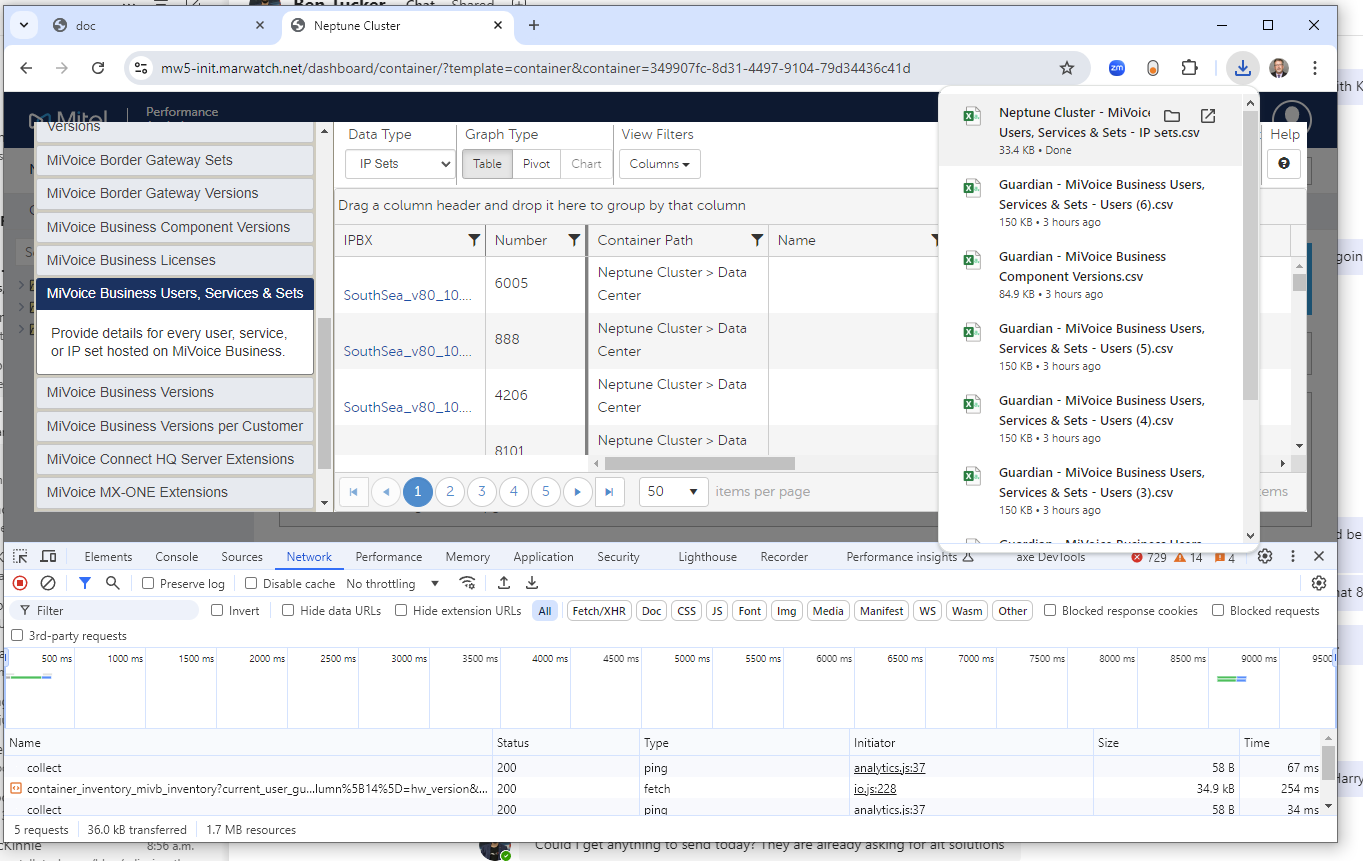 Ben Tucker Chat Shared
doc
Neptune Cluster
mw5-init.marwatch.net/dashboard/container/?template=container&container=349907fc-8d31-4497-9104-79d34436c41d
zm
Mitel
Performance
Versions
MiVoice Border Gateway Sets
MiVoice Border Gateway Versions
MiVoice Business Component Versions
MiVoice Business Licenses
MiVoice Business Users, Services & Sets
Provide details for every user, service,
or IP set hosted on MiVoice Business.
MiVoice Business Versions
MiVoice Business Versions per Customer
MiVoice Connect HQ Server Extensions
MiVoice MX-ONE Extensions
Data Type Graph Type View Filters
IP Sets Table Pivot Chart Columns
Help
Drag a column header and drop it here to group by that column
IPBX Number Container Path Name
SouthSea_v80_10.... 6005 Neptune Cluster > Data
Center
SouthSea_v80_10.... 888 Neptune Cluster > Data
Center
SouthSea_v80_10.... 4206 Neptune Cluster > Data
Center
8101 Neptune Cluster > Data
1 2 3 4 5 50 items per page
ems
Neptune Cluster - MiVoice
Users, Services & Sets - IP Sets.csv
33.4 KB • Done
Guardian - MiVoice Business Users,
Services & Sets - Users (6).csv
150 KB • 3 hours ago
Guardian - MiVoice Business
Component Versions.csv
84.9 KB • 3 hours ago
Guardian - MiVoice Business Users,
Services & Sets - Users (5).csv
150 KB • 3 hours ago
Guardian - MiVoice Business Users,
Services & Sets - Users (4).csv
150 KB • 3 hours ago
Guardian - MiVoice Business Users,
Services & Sets - Users (3).csv
150 KB • 3 hours ago
Guardian - MiVoice Business Users,
Elements Console Sources Network Performance Memory Application Security Lighthouse Recorder Performance insights axe DevTools 729 14 4
Preserve log Disable cache No throttling
Filter Invert Hide data URLs Hide extension URLs All Fetch/XHR Doc CSS JS Font Img Media Manifest WS Wasm Other Blocked response cookies Blocked requests
3rd-party requests
500 ms 1000 ms 1500 ms 2000 ms 2500 ms 3000 ms 3500 ms 4000 ms 4500 ms 5000 ms 5500 ms 6000 ms 6500 ms 7000 ms 7500 ms 8000 ms 8500 ms 9000 ms 9500
Name Status Type Initiator Size Time
collect 200 ping analytics.js:37 58 B 67 ms
container_inventory_mivb_inventory?current_user_gu...lumn%5B14%5D=hw_version&... 200 fetch io.js:228 34.9 kB 254 ms
collect 200 ping analytics.js:37 58 B 34 ms
5 requests 36.0 kB transferred 1.7 MB resources
cKinnie 8:56 a.m.
Could I get anything to send today? They are already asking for alt solutions